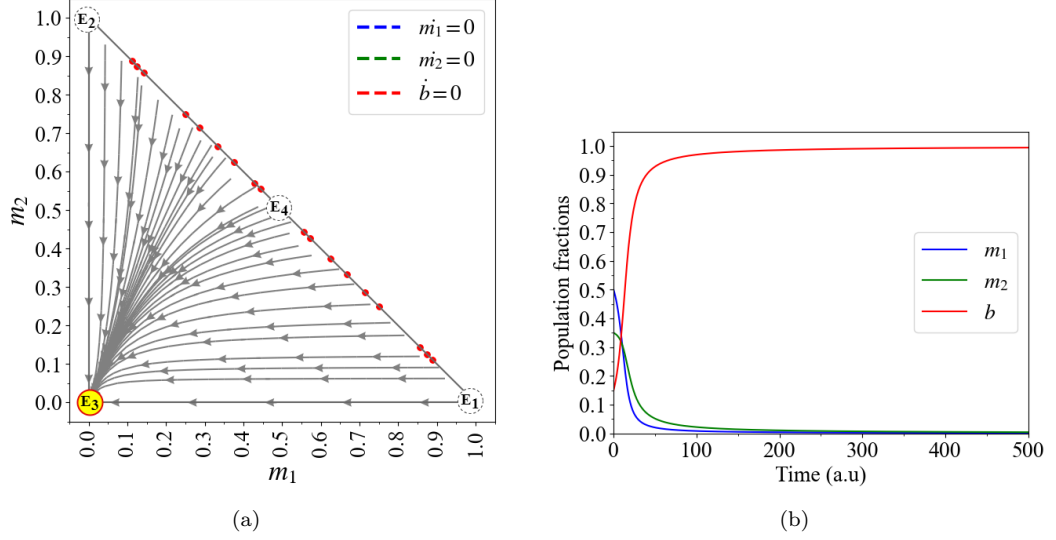 1.0
0.9
0.8
0.7
0.6
0.5
0.4
0.3
0.2
0.1
0.0
m₂
E₂
E₄
E₃
E₁
ṁ₁=0
ṁ₂=0
ḃ=0
0.0 0.1 0.2 0.3 0.4 0.5 0.6 0.7 0.8 0.9 1.0
m₁
(a)
1.0
0.9
0.8
0.7
0.6
0.5
0.4
0.3
0.2
0.1
0.0
Population fractions
m₁
m₂
b
0 100 200 300 400 500
Time (a.u)
(b)